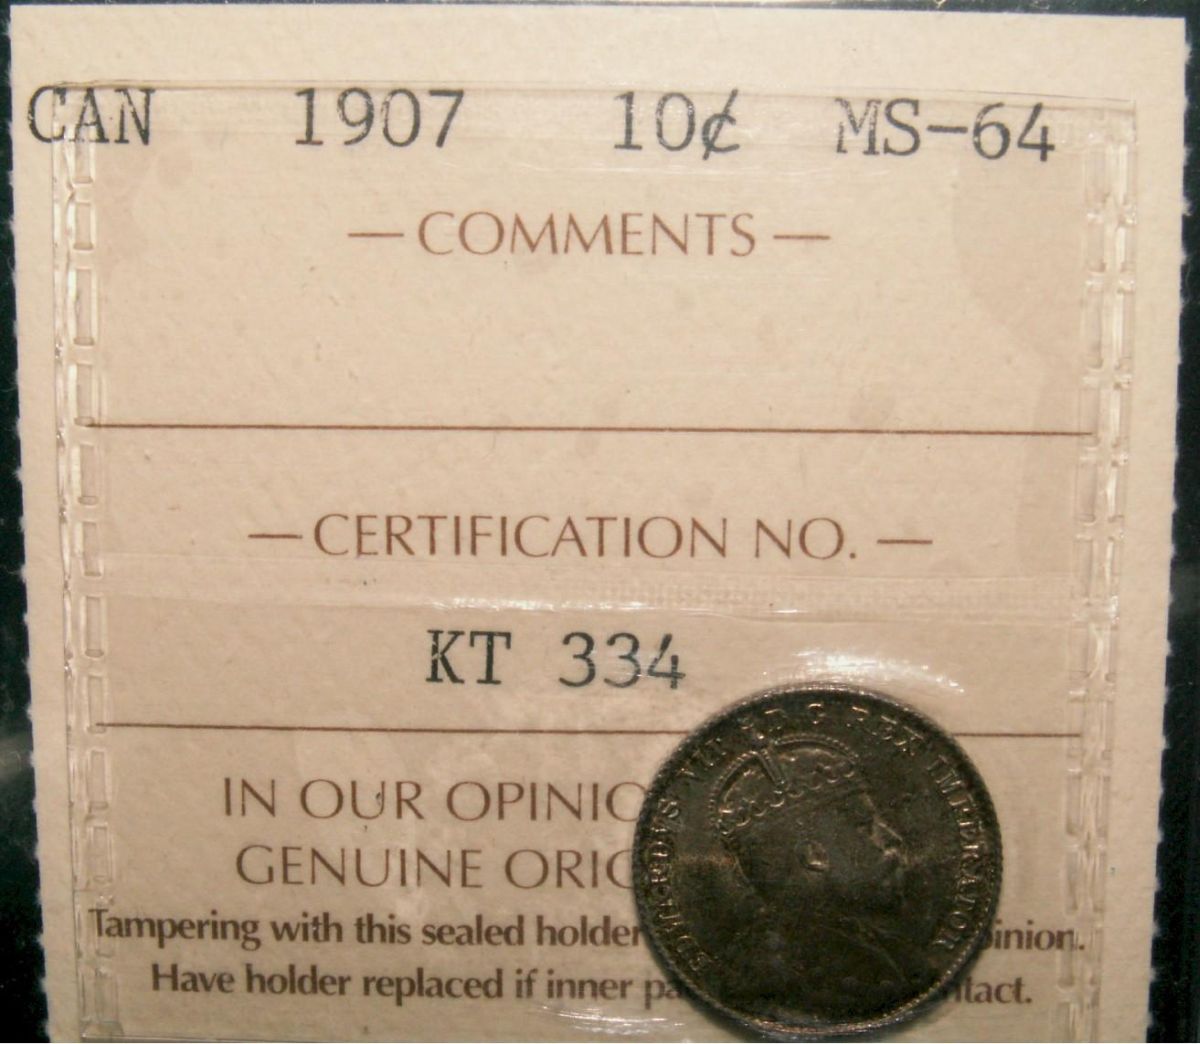 CAN 1907 10¢ MS-64
— COMMENTS —
— CERTIFICATION NO. —
KT 334
IN OUR OPINIO
GENUINE ORIG
Tampering with this sealed holder inion.
Have holder replaced if inner pa ntact.
EDWARDVS VII D G REX IMPERATOR